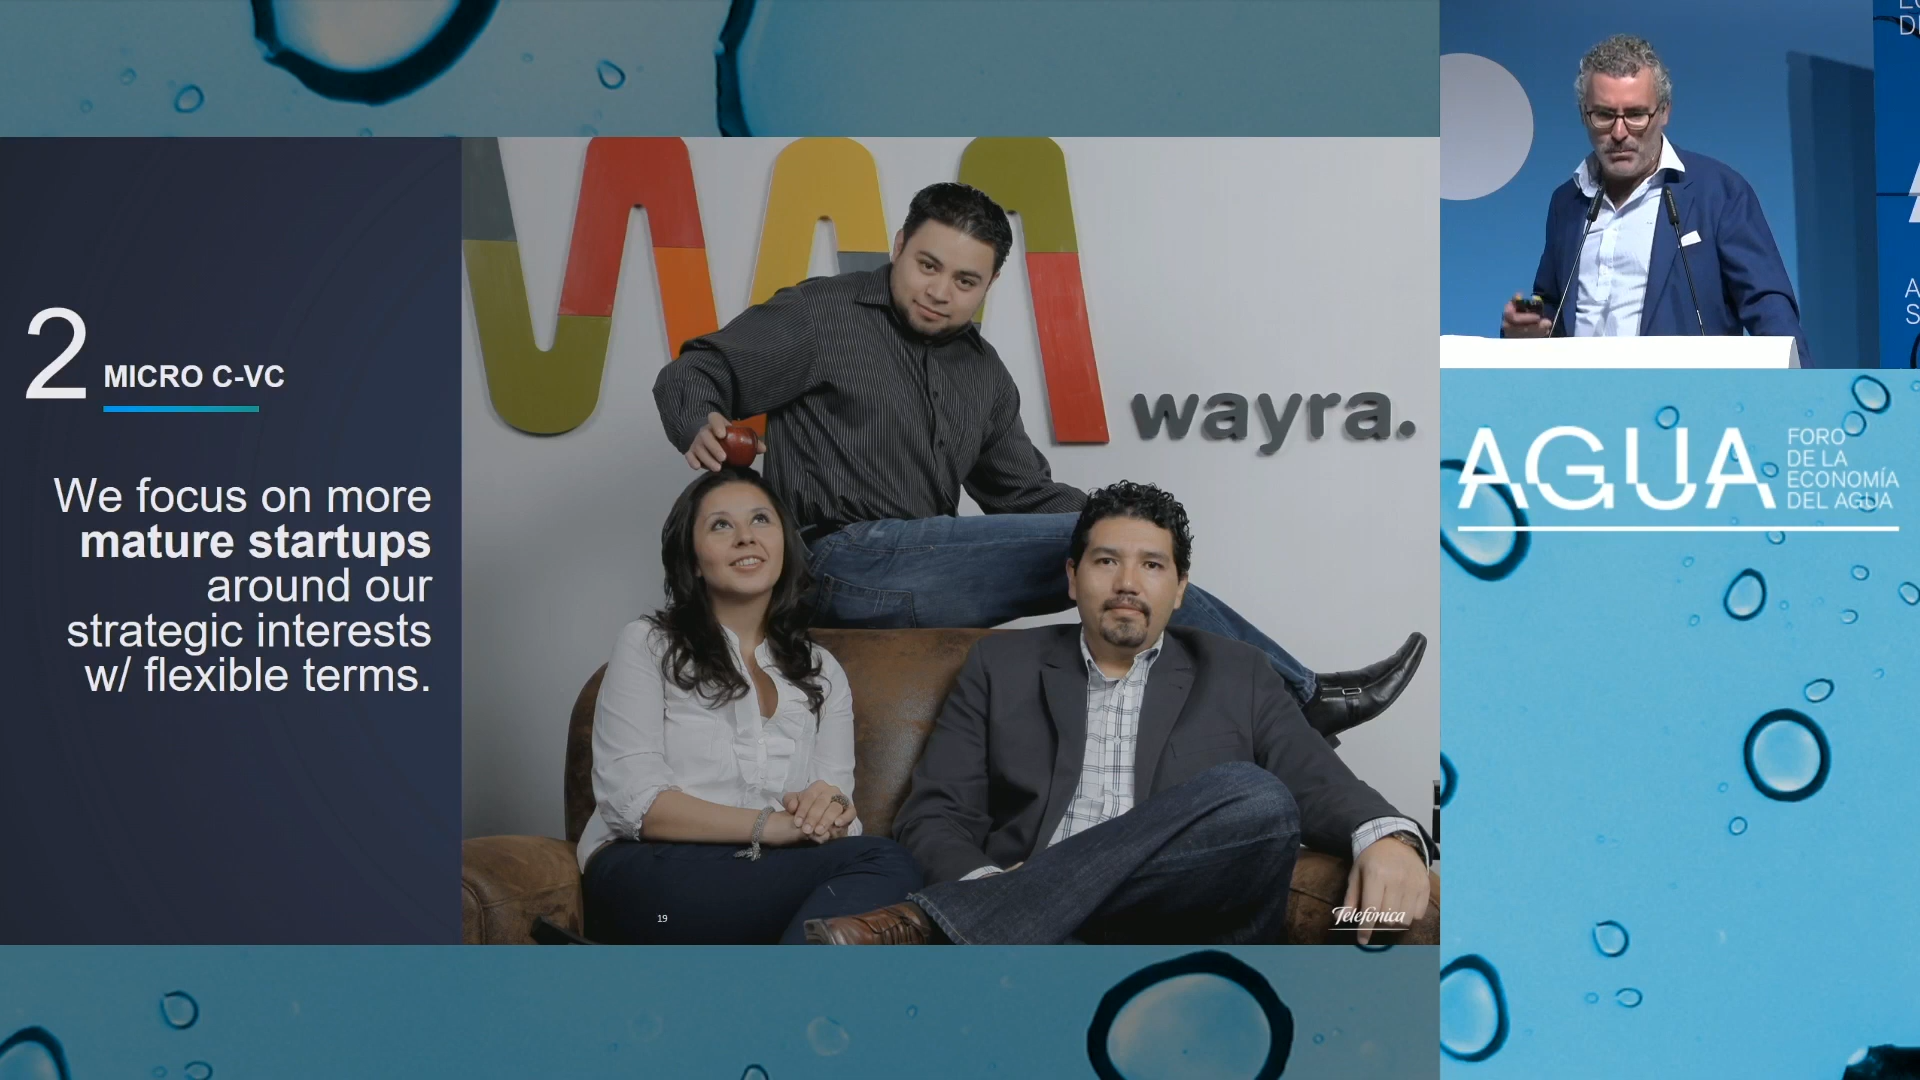 2
MICRO C-VC
We focus on more
mature startups
around our
strategic interests
w/ flexible terms.
wayra.
19
Telefónica
AGUA
FORO
DE LA
ECONOMÍA
DEL AGUA